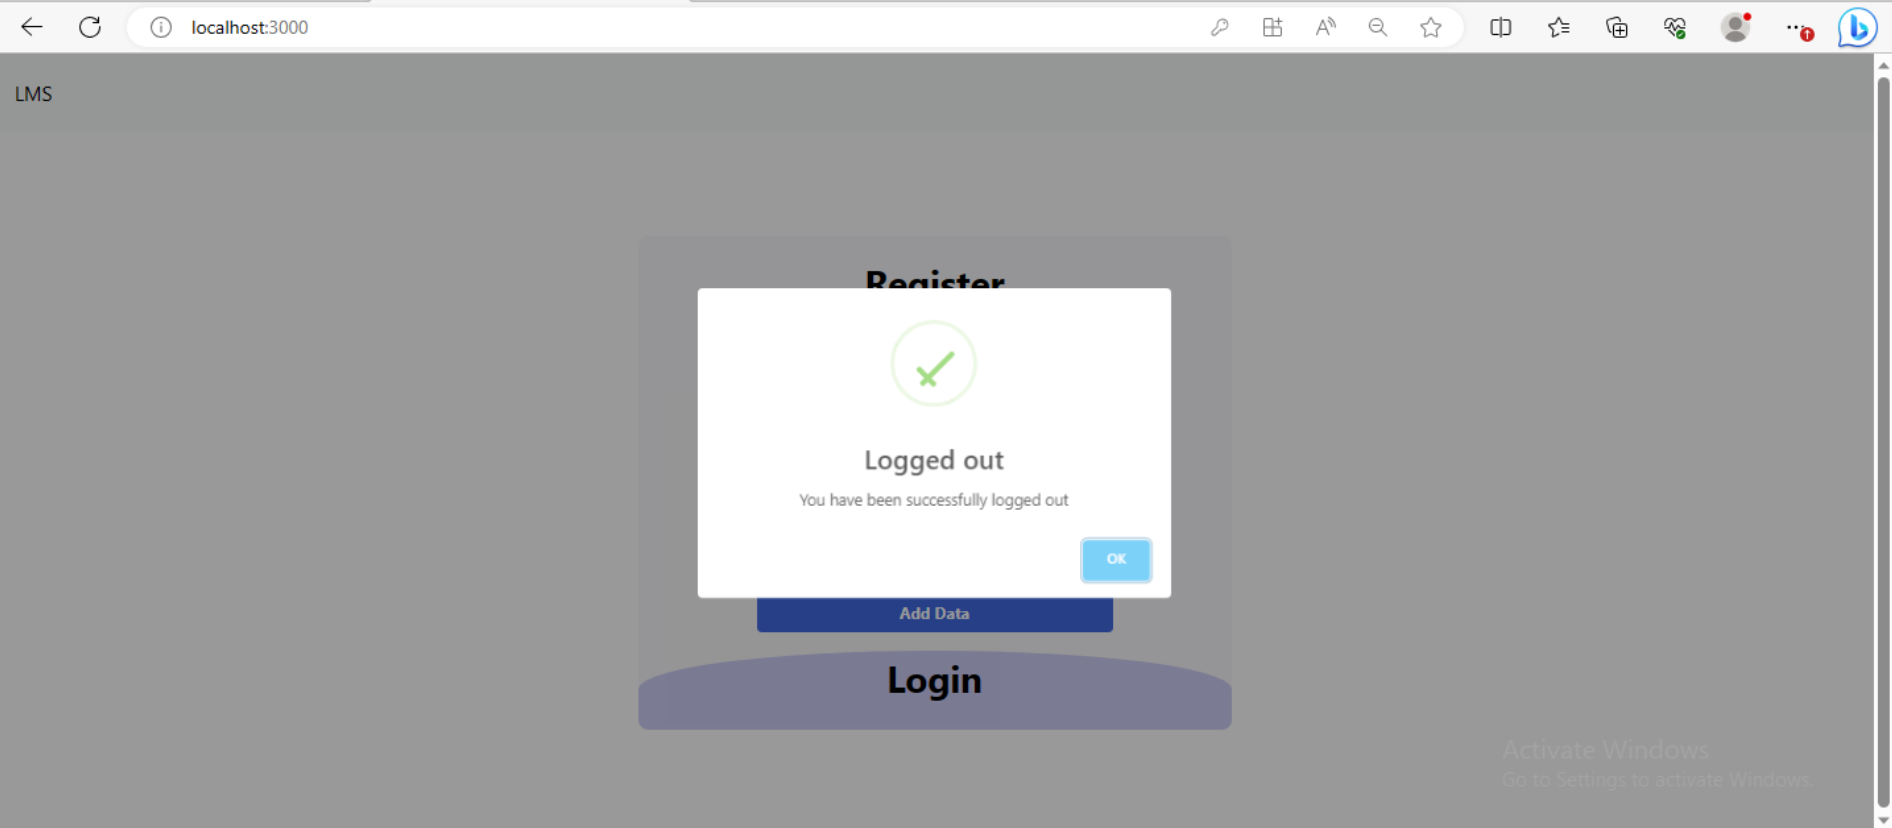 localhost:3000
LMS
Register
Logged out
You have been successfully logged out
OK
Add Data
Login
Activate Windows
Go to Settings to activate Windows.